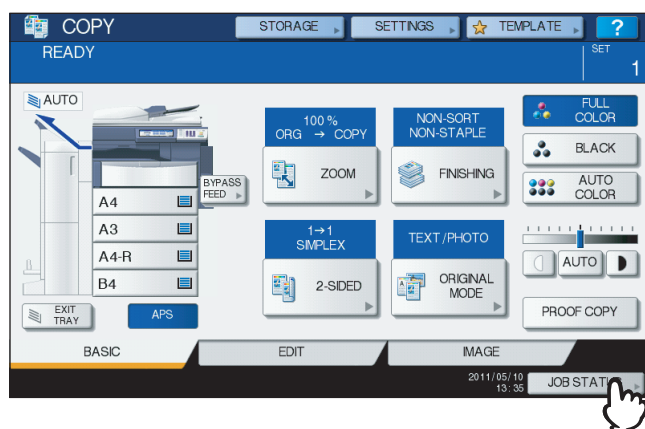 COPY
STORAGE
SETTINGS
TEMPLATE
?
READY
SET
1
AUTO
100 %
ORG → COPY
NON-SORT
NON-STAPLE
FULL
COLOR
ZOOM
FINISHING
BLACK
BYPASS
FEED
AUTO
COLOR
A4
A3
A4-R
B4
1→1
SIMPLEX
TEXT/PHOTO
2-SIDED
ORIGINAL
MODE
AUTO
EXIT
TRAY
APS
PROOF COPY
BASIC
EDIT
IMAGE
2011/05/10
13:35
JOB